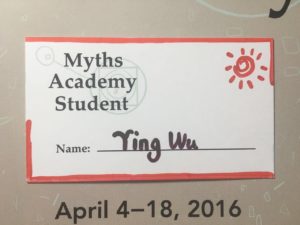 Myths
Academy
Student
Name: Ying Wu
April 4–18, 2016